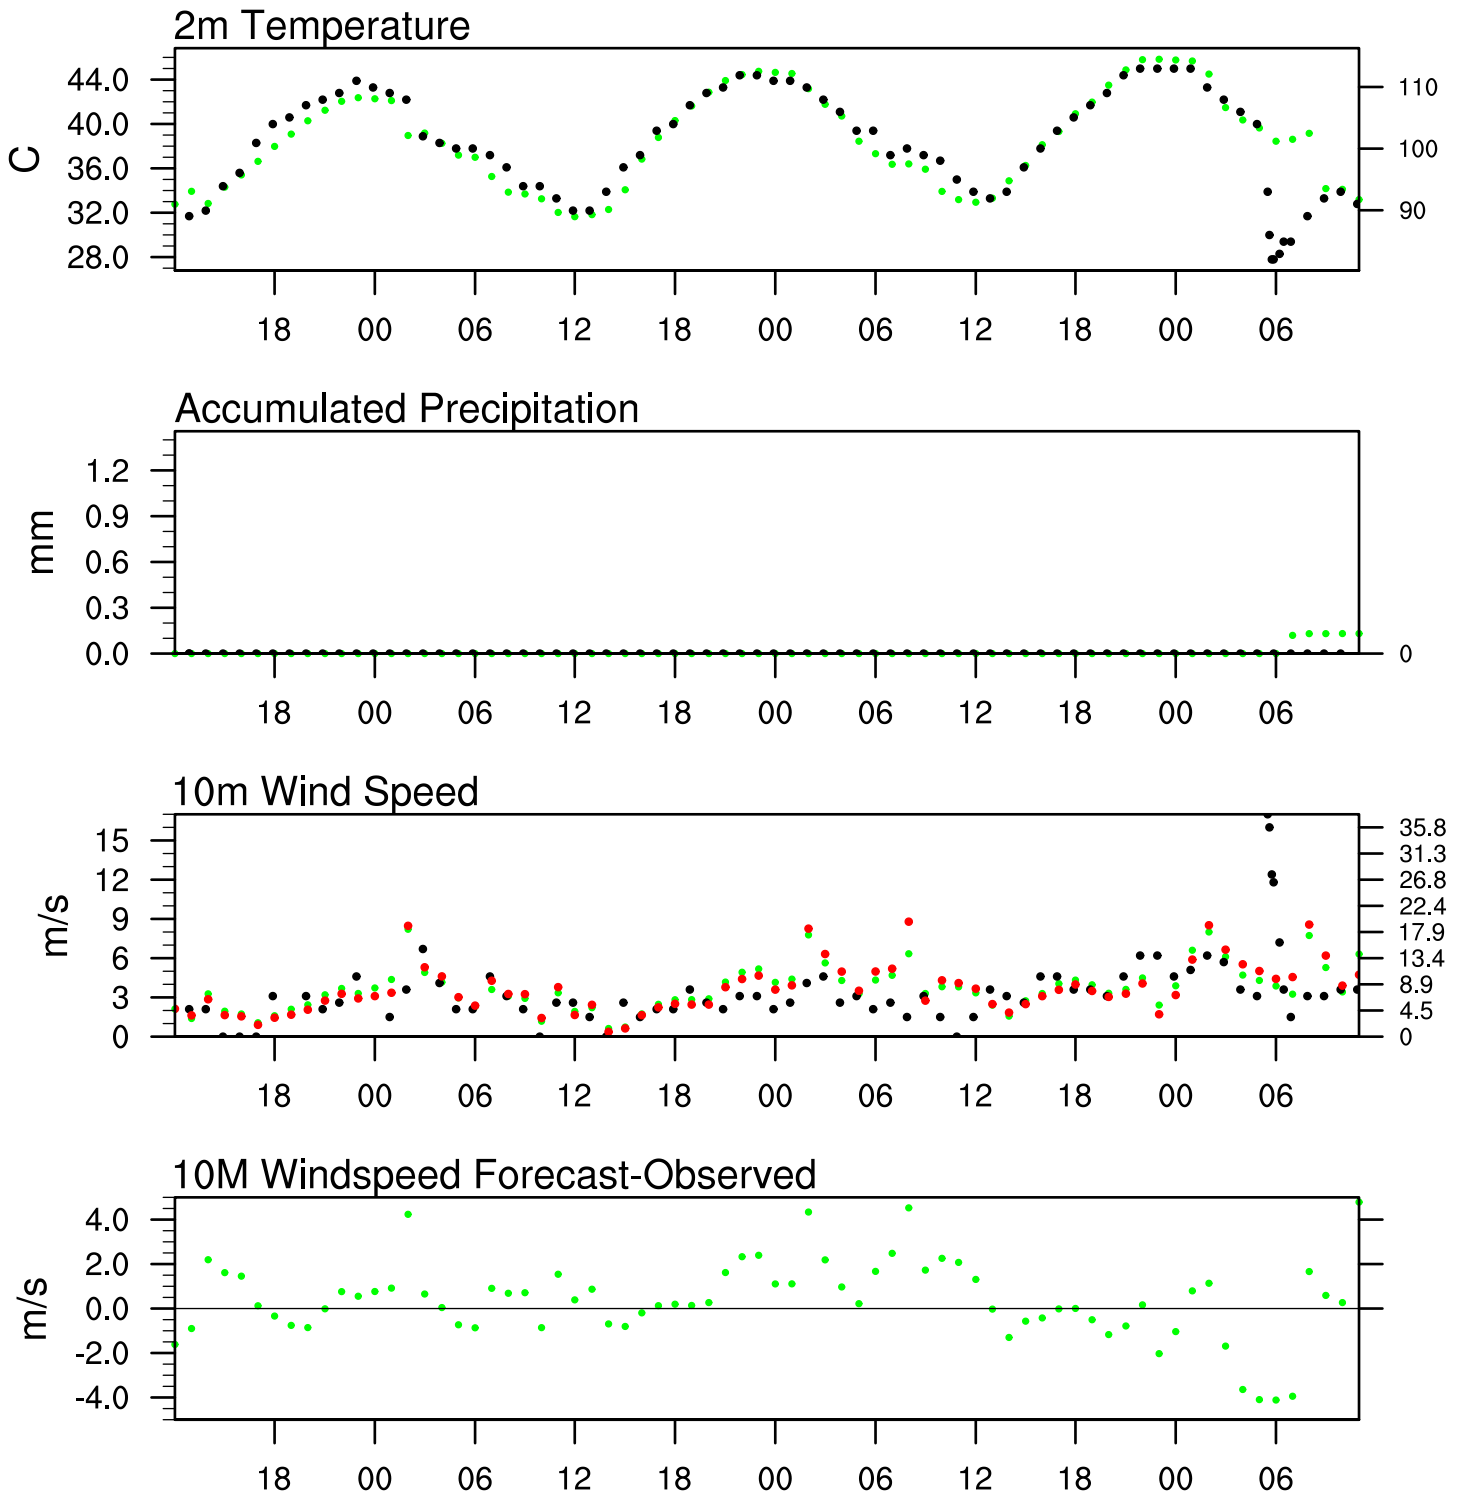 2m Temperature
44.0
40.0
36.0
32.0
28.0
C
110
100
90
18 00 06 12 18 00 06 12 18 00 06
Accumulated Precipitation
1.2
0.9
0.6
0.3
0.0
mm
0
18 00 06 12 18 00 06 12 18 00 06
10m Wind Speed
15
12
9
6
3
0
m/s
35.8
31.3
26.8
22.4
17.9
13.4
8.9
4.5
0
18 00 06 12 18 00 06 12 18 00 06
10M Windspeed Forecast-Observed
4.0
2.0
0.0
-2.0
-4.0
m/s
18 00 06 12 18 00 06 12 18 00 06